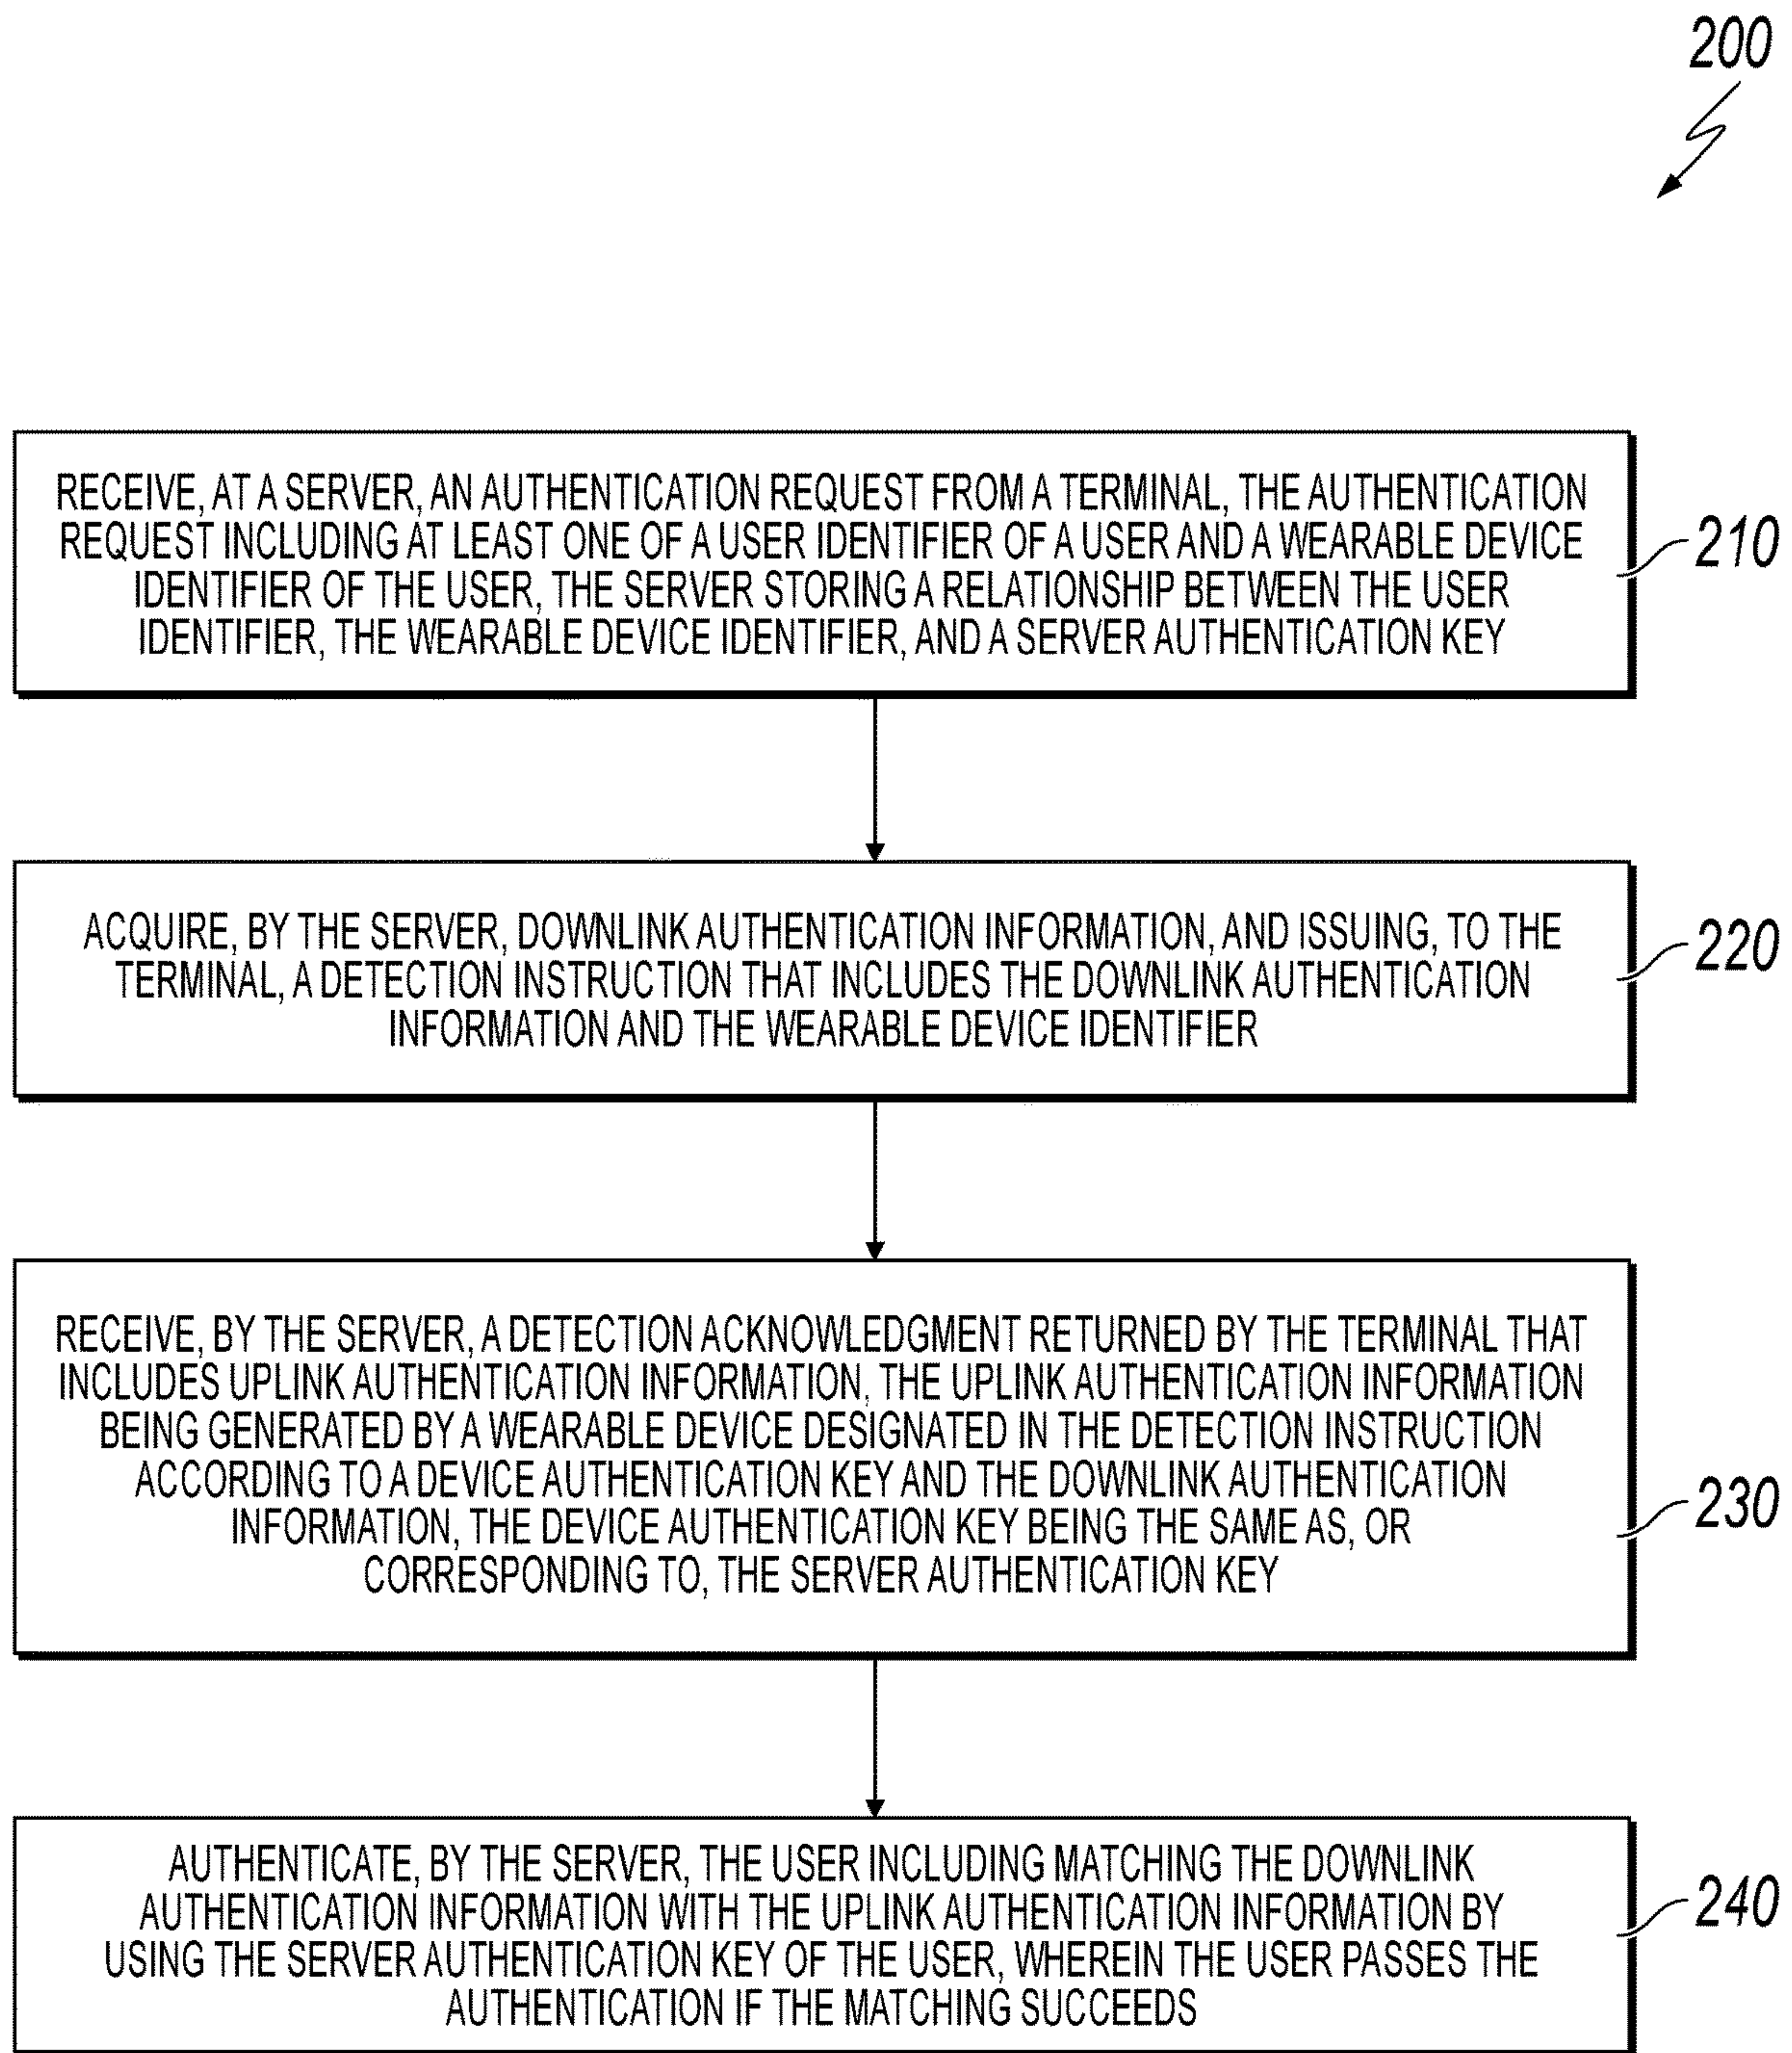 200
RECEIVE, AT A SERVER, AN AUTHENTICATION REQUEST FROM A TERMINAL, THE AUTHENTICATION
REQUEST INCLUDING AT LEAST ONE OF A USER IDENTIFIER OF A USER AND A WEARABLE DEVICE
IDENTIFIER OF THE USER, THE SERVER STORING A RELATIONSHIP BETWEEN THE USER
IDENTIFIER, THE WEARABLE DEVICE IDENTIFIER, AND A SERVER AUTHENTICATION KEY
210
ACQUIRE, BY THE SERVER, DOWNLINK AUTHENTICATION INFORMATION, AND ISSUING, TO THE
TERMINAL, A DETECTION INSTRUCTION THAT INCLUDES THE DOWNLINK AUTHENTICATION
INFORMATION AND THE WEARABLE DEVICE IDENTIFIER
220
RECEIVE, BY THE SERVER, A DETECTION ACKNOWLEDGMENT RETURNED BY THE TERMINAL THAT
INCLUDES UPLINK AUTHENTICATION INFORMATION, THE UPLINK AUTHENTICATION INFORMATION
BEING GENERATED BY A WEARABLE DEVICE DESIGNATED IN THE DETECTION INSTRUCTION
ACCORDING TO A DEVICE AUTHENTICATION KEY AND THE DOWNLINK AUTHENTICATION
INFORMATION, THE DEVICE AUTHENTICATION KEY BEING THE SAME AS, OR
CORRESPONDING TO, THE SERVER AUTHENTICATION KEY
230
AUTHENTICATE, BY THE SERVER, THE USER INCLUDING MATCHING THE DOWNLINK
AUTHENTICATION INFORMATION WITH THE UPLINK AUTHENTICATION INFORMATION BY
USING THE SERVER AUTHENTICATION KEY OF THE USER, WHEREIN THE USER PASSES THE
AUTHENTICATION IF THE MATCHING SUCCEEDS
240